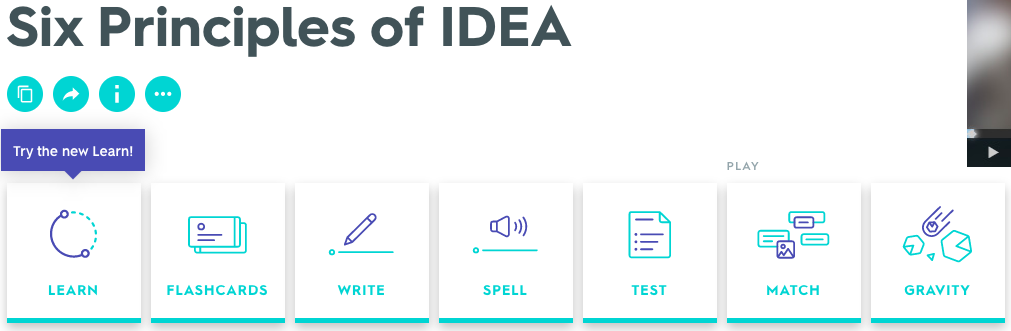 Six Principles of IDEA
Try the new Learn!
PLAY
LEARN
FLASHCARDS
WRITE
SPELL
TEST
MATCH
GRAVITY